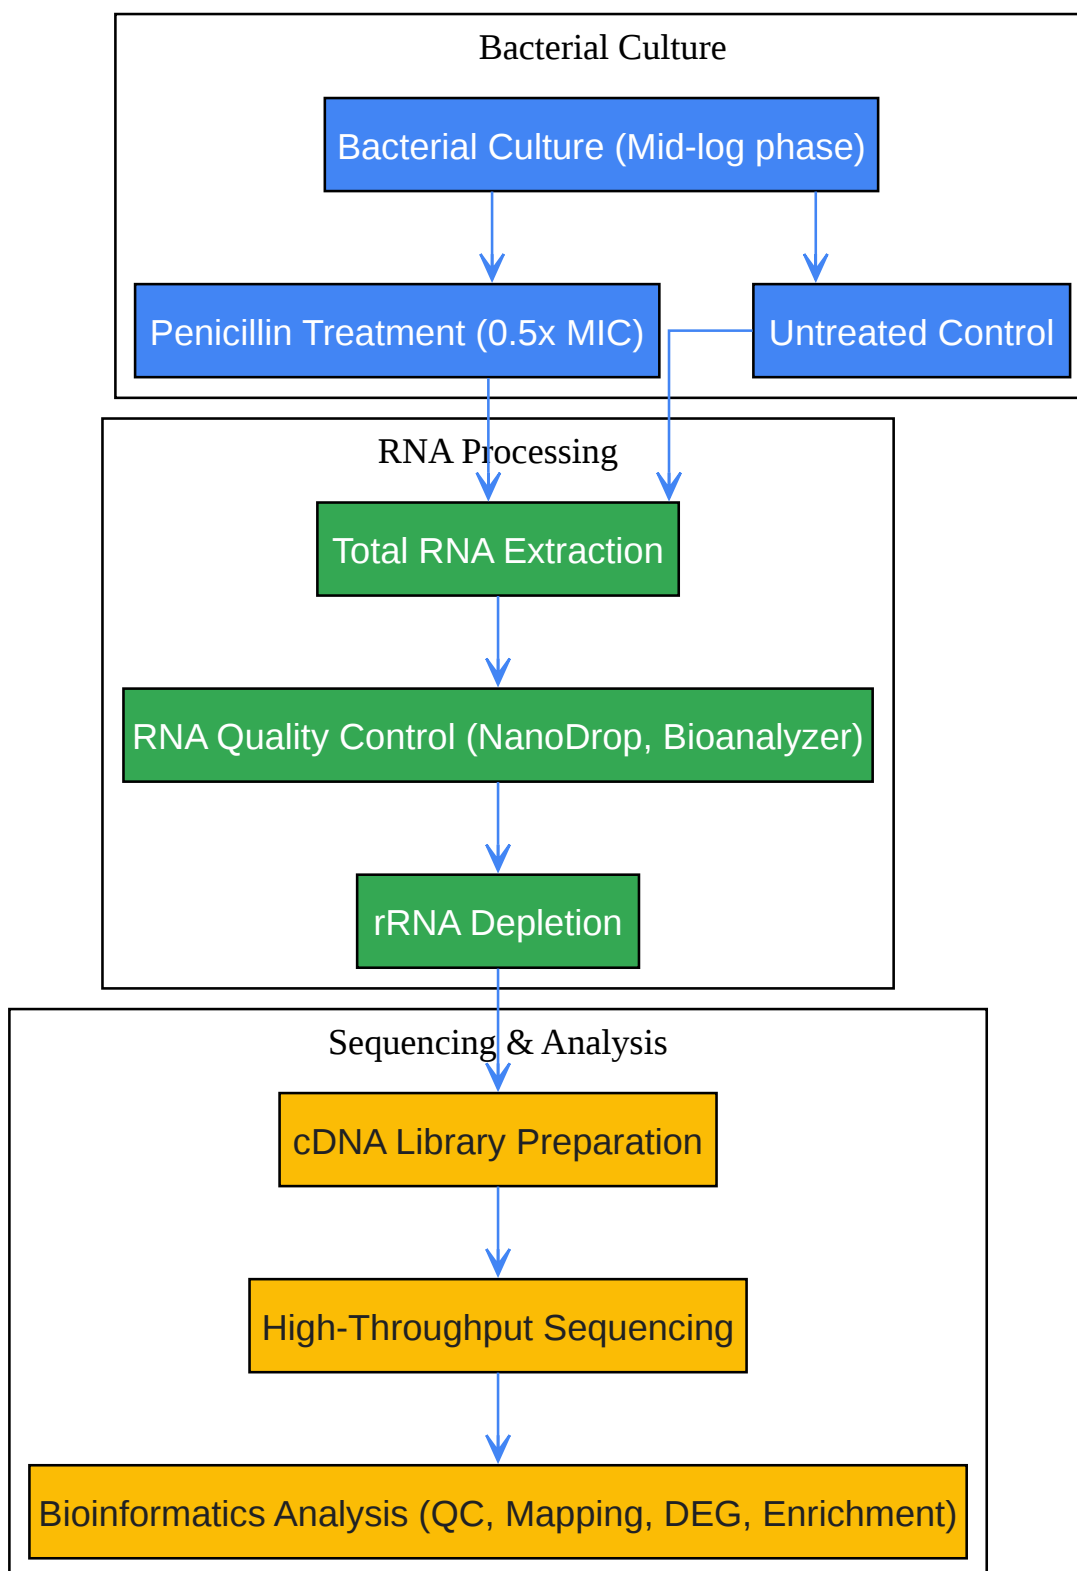 Bacterial Culture
Bacterial Culture (Mid-log phase)
Penicillin Treatment (0.5x MIC)
Untreated Control
RNA Processing
Total RNA Extraction
RNA Quality Control (NanoDrop, Bioanalyzer)
rRNA Depletion
Sequencing & Analysis
cDNA Library Preparation
High-Throughput Sequencing
Bioinformatics Analysis (QC, Mapping, DEG, Enrichment)